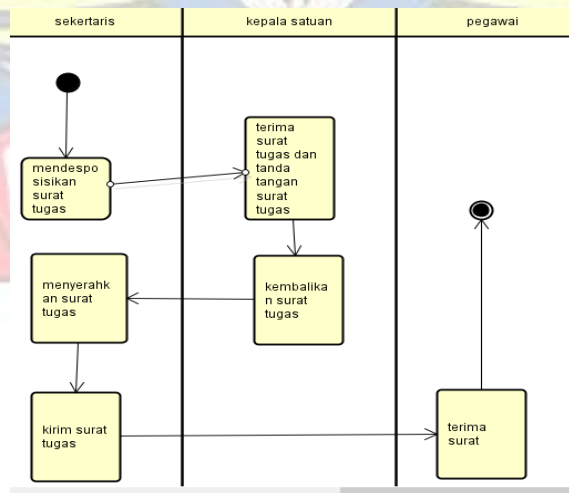 sekertaris
kepala satuan
pegawai
mendespo
sisikan
surat
tugas
terima
surat
tugas dan
tanda
tangan
surat
tugas
menyerahk
an surat
tugas
kembalika
n surat
tugas
kirim surat
tugas
terima
surat